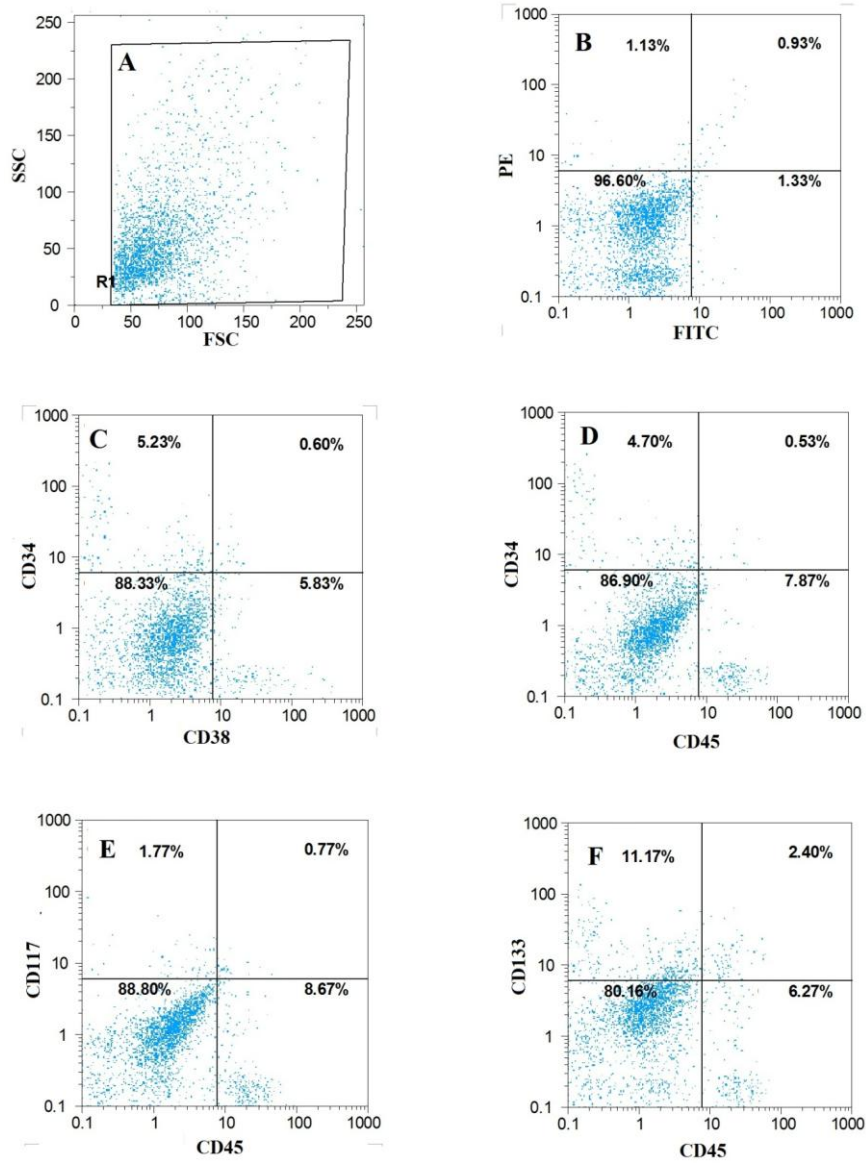 A
250
200
150
100
50
0
SSC
R1
0 50 100 150 200 250
FSC
B
1.13% 0.93%
1000
100
10
1
0.1
PE
96.60% 1.33%
0.1 1 10 100 1000
FITC
C
5.23% 0.60%
1000
100
10
1
0.1
CD34
88.33% 5.83%
0.1 1 10 100 1000
CD38
D
4.70% 0.53%
1000
100
10
1
0.1
CD34
86.90% 7.87%
0.1 1 10 100 1000
CD45
E
1.77% 0.77%
1000
100
10
1
0.1
CD117
88.80% 8.67%
0.1 1 10 100 1000
CD45
F
11.17% 2.40%
1000
100
10
1
0.1
CD133
80.16% 6.27%
0.1 1 10 100 1000
CD45